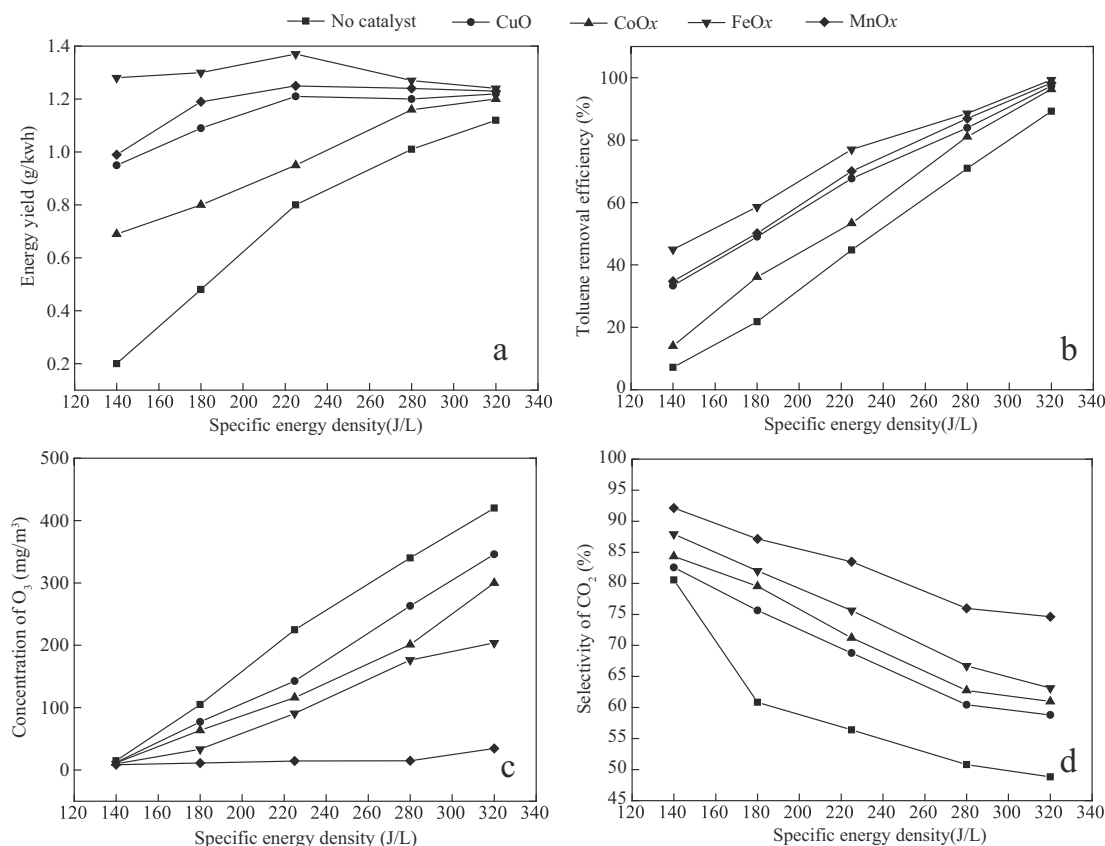 No catalyst CuO CoOx FeOx MnOx
1.4
1.2
1.0
0.8
0.6
0.4
0.2
Energy yield (g/kwh)
a
120 140 160 180 200 220 240 260 280 300 320 340
Specific energy density(J/L)
100
80
60
40
20
0
Toluene removal efficiency (%)
b
120 140 160 180 200 220 240 260 280 300 320 340
Specific energy density(J/L)
500
400
300
200
100
0
Concentration of O₃ (mg/m³)
c
120 140 160 180 200 220 240 260 280 300 320 340
Specific energy density (J/L)
100
95
90
85
80
75
70
65
60
55
50
45
Selectivity of CO₂ (%)
d
120 140 160 180 200 220 240 260 280 300 320 340
Specific energy density(J/L)